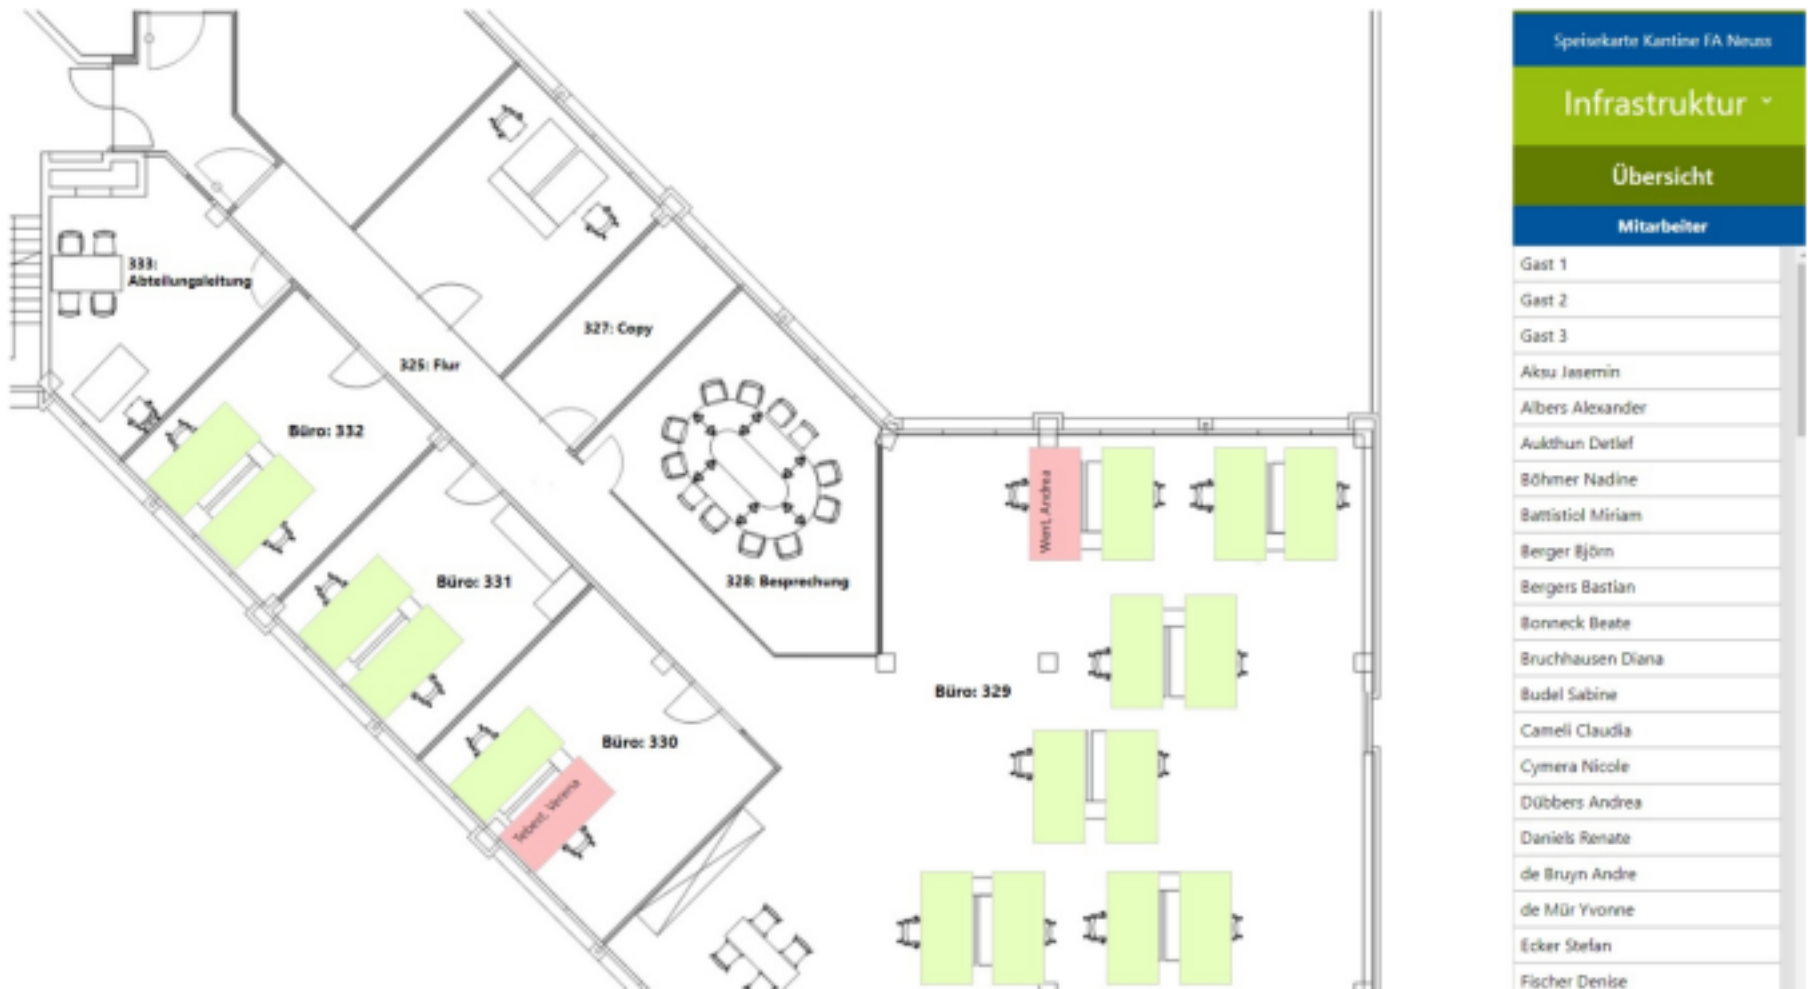 333:
Abteilungsleitung
325: Flur
327: Copy
Büro: 332
Büro: 331
328: Besprechung
Büro: 330
Büro: 329
Andrea
Tebert, Verena
Speisekarte Kantine FA Neuss
Infrastruktur
Übersicht
Mitarbeiter
Gast 1
Gast 2
Gast 3
Aksu Jasemin
Albers Alexander
Aukthun Detlef
Böhmer Nadine
Battistiol Miriam
Berger Björn
Bergers Bastian
Bonneck Beate
Bruchhausen Diana
Budel Sabine
Cameli Claudia
Cymera Nicole
Dübbers Andrea
Daniels Renate
de Bruyn Andre
de Mür Yvonne
Ecker Stefan
Fischer Denise